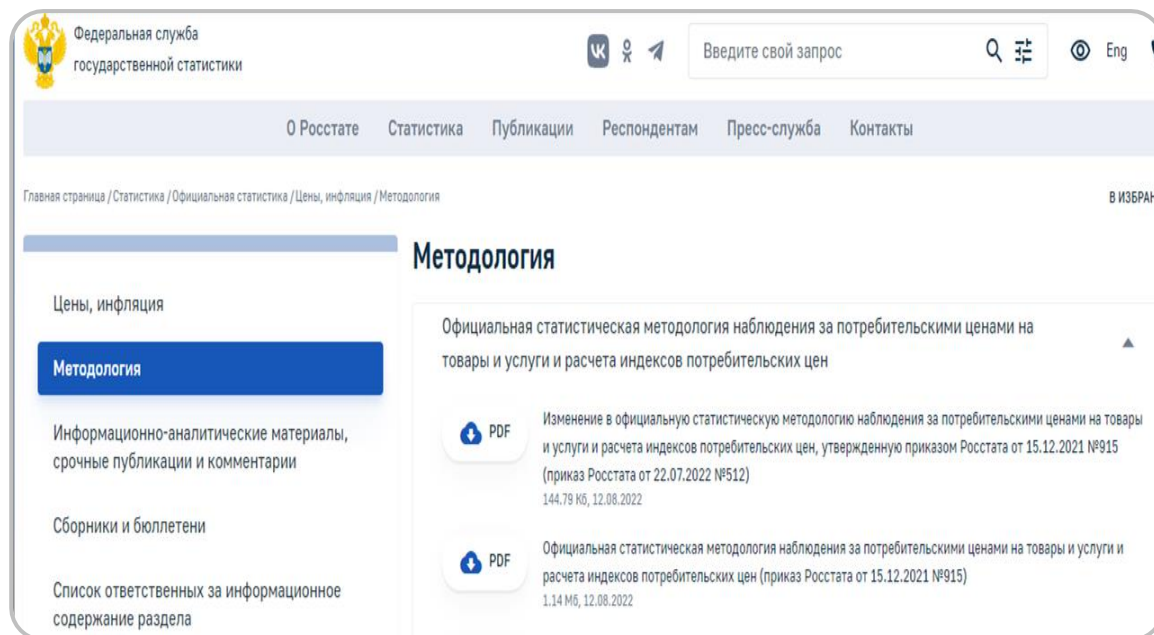 Федеральная служба
государственной статистики
Введите свой запрос
Eng
О Росстате Статистика Публикации Респондентам Пресс-служба Контакты
Главная страница / Статистика / Официальная статистика / Цены, инфляция / Методология
В ИЗБРАН
Методология
Цены, инфляция
Методология
Информационно-аналитические материалы,
срочные публикации и комментарии
Сборники и бюллетени
Список ответственных за информационное
содержание раздела
Официальная статистическая методология наблюдения за потребительскими ценами на
товары и услуги и расчета индексов потребительских цен
PDF
Изменение в официальную статистическую методологию наблюдения за потребительскими ценами на товары
и услуги и расчета индексов потребительских цен, утвержденную приказом Росстата от 15.12.2021 №915
(приказ Росстата от 22.07.2022 №512)
144.79 Кб, 12.08.2022
PDF
Официальная статистическая методология наблюдения за потребительскими ценами на товары и услуги и
расчета индексов потребительских цен (приказ Росстата от 15.12.2021 №915)
1.14 Мб, 12.08.2022